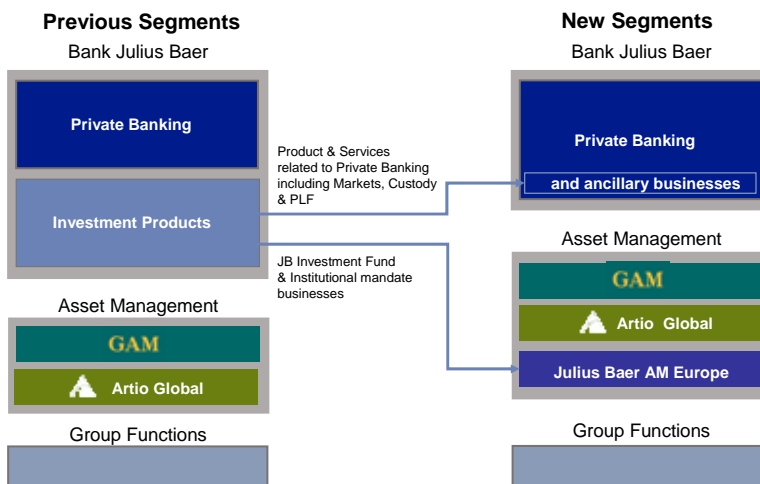 Previous Segments
Bank Julius Baer
Private Banking
Investment Products
Product & Services
related to Private Banking
including Markets, Custody
& PLF
JB Investment Fund
& Institutional mandate
businesses
Asset Management
GAM
Artio Global
Group Functions
New Segments
Bank Julius Baer
Private Banking
and ancillary businesses
Asset Management
GAM
Artio Global
Julius Baer AM Europe
Group Functions